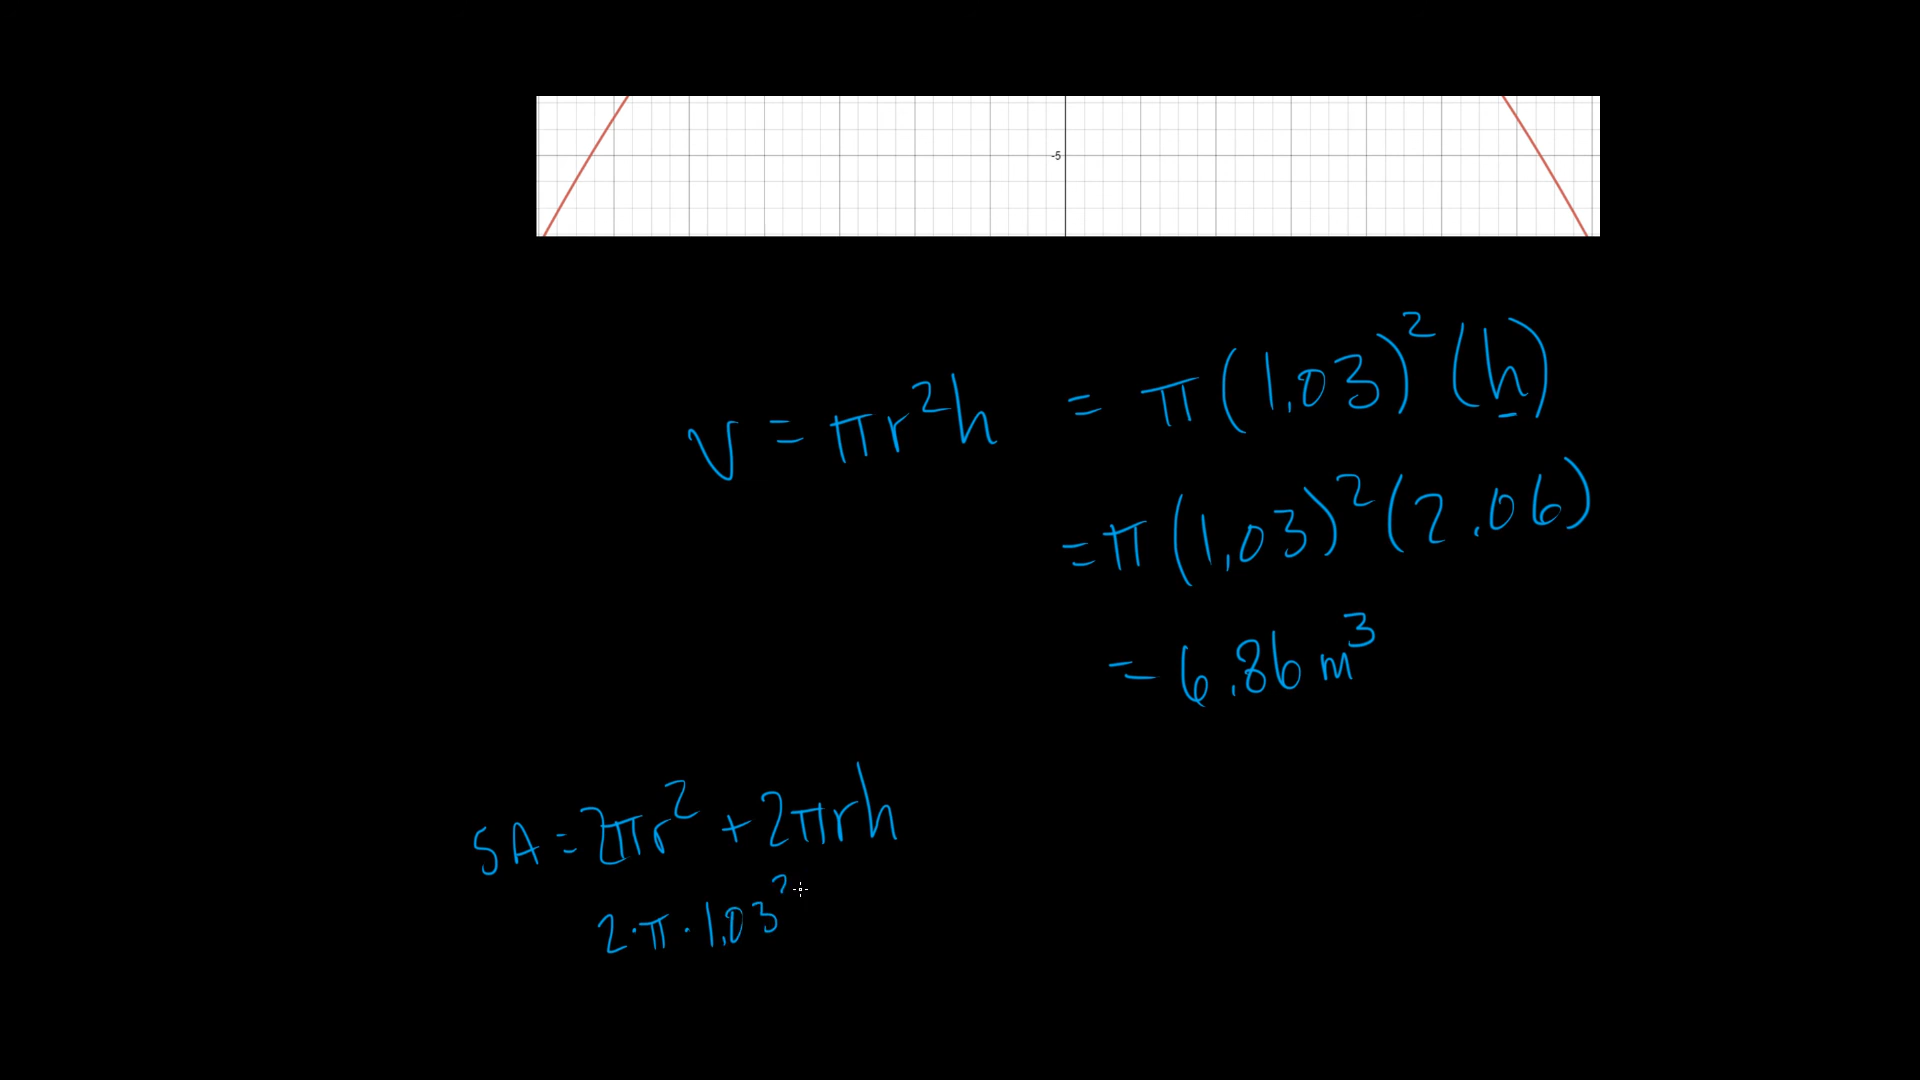 -5
V = πr²h = π(1.03)²(h)
= π(1.03)²(2.06)
= 6.86 m³
SA = 2πr² + 2πrh
2·π·1.03²